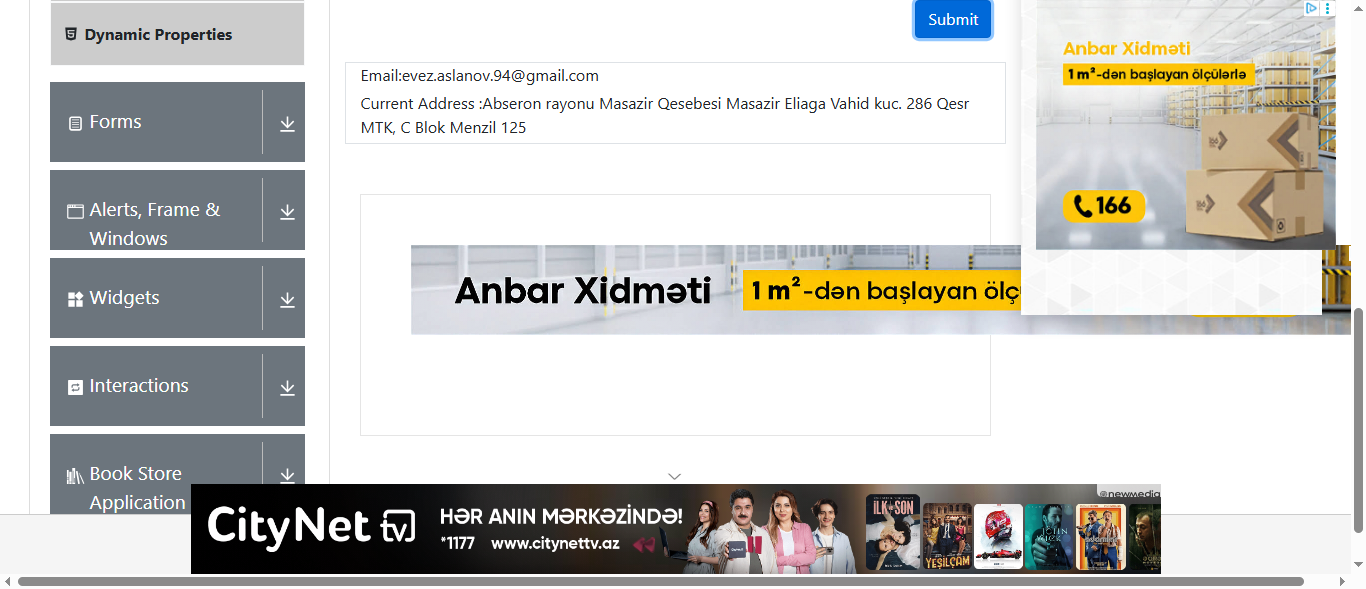 Dynamic Properties
Submit
Email:evez.aslanov.94@gmail.com
Current Address :Abseron rayonu Masazir Qesebesi Masazir Eliaga Vahid kuc. 286 Qesr
MTK, C Blok Menzil 125
Forms
Alerts, Frame &
Windows
Widgets
Interactions
Book Store
Application
Anbar Xidməti
1 m²-dən başlayan ölçülərlə
166
Anbar Xidməti
1 m²-dən başlayan ölç
CityNet tv
HƏR ANIN MƏRKƏZİNDƏ!
*1177 www.citynettv.az
newmedia
İLK SON
YEŞİLÇAM
JOHN
WICK